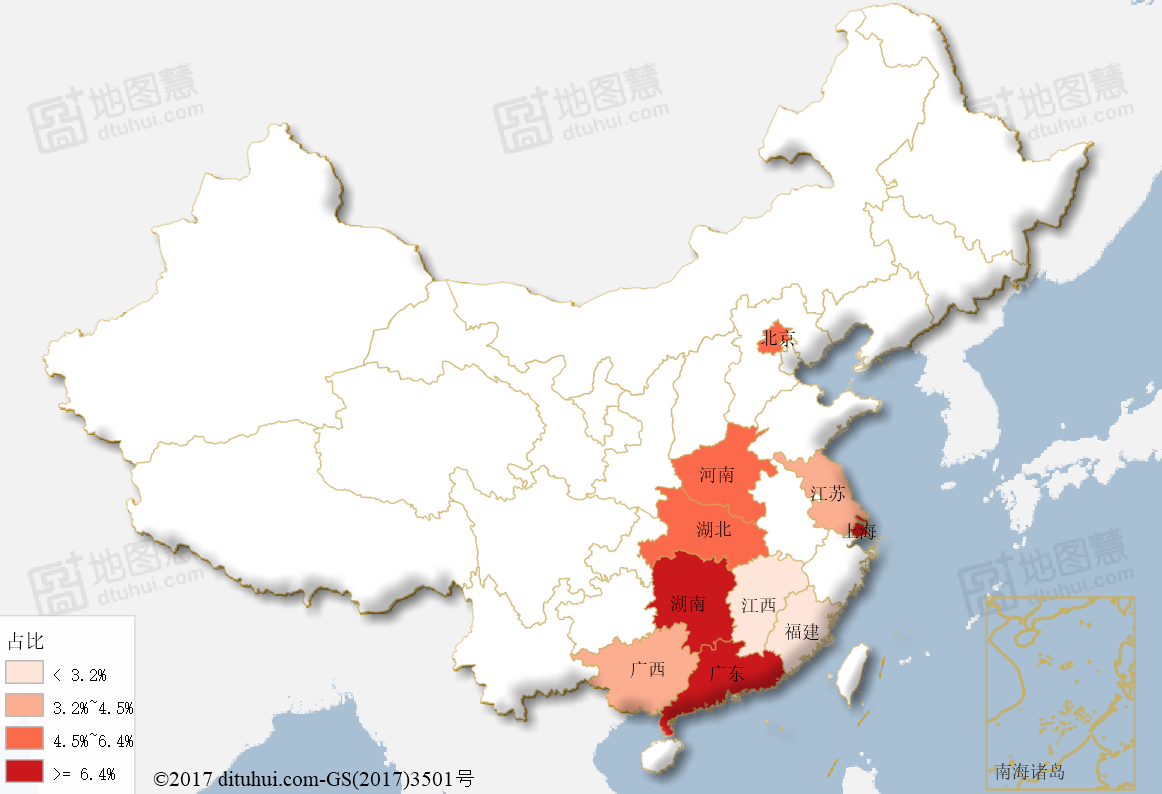 地图慧
dtuhui.com
地图慧
dtuhui.com
地图慧
dtuhui.com
北京
河南
江苏
湖北
上海
湖南
江西
福建
广西
广东
地图慧
dtuhui.com
地图慧
dtuhui.com
占比
< 3.2%
3.2%~4.5%
4.5%~6.4%
>= 6.4%
南海诸岛
©2017 dituhui.com-GS(2017)3501号